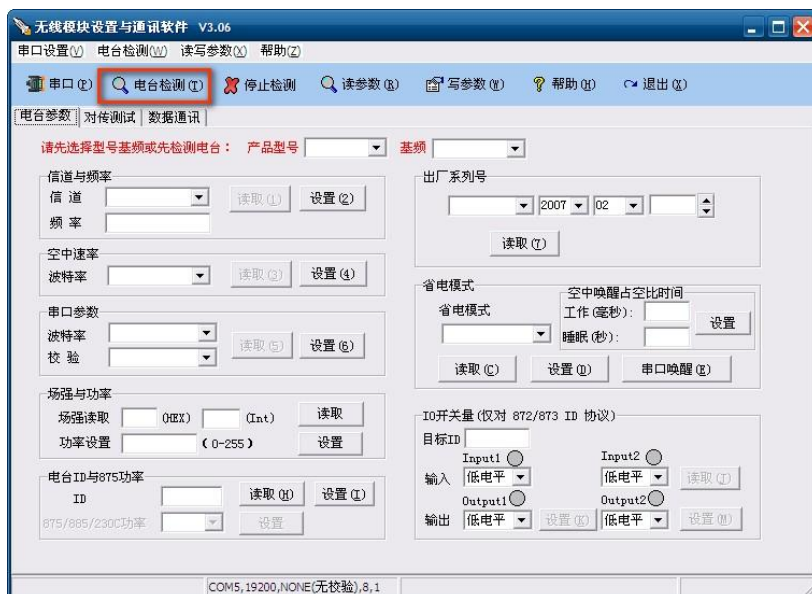 无线模块设置与通讯软件 V3.06
串口设置(V) 电台检测(W) 读写参数(X) 帮助(Z)
串口(P) 电台检测(T) 停止检测 读参数(R) 写参数(W) 帮助(H) 退出(X)
电台参数 对传测试 数据通讯
请先选择型号基频或先检测电台： 产品型号 基频
信道与频率
信 道 读取(1) 设置(2)
频 率
空中速率
波特率 读取(3) 设置(4)
串口参数
波特率
校 验 读取(5) 设置(6)
场强与功率
场强读取 (HEX) (Int) 读取
功率设置 (0-255) 设置
电台ID与875功率
ID 读取(H) 设置(I)
875/885/230C功率 设置
出厂系列号
2007 02
读取(7)
省电模式
省电模式
空中唤醒占空比时间
工作(毫秒):
睡眠(秒):
设置
读取(C) 设置(D) 串口唤醒(E)
IO开关量(仅对 872/873 ID 协议)
目标ID
Input1 Input2
输入 低电平 低电平 读取(J)
Output1 Output2
输出 低电平 设置(K) 低电平 设置(M)
COM5,19200,NONE(无校验),8,1